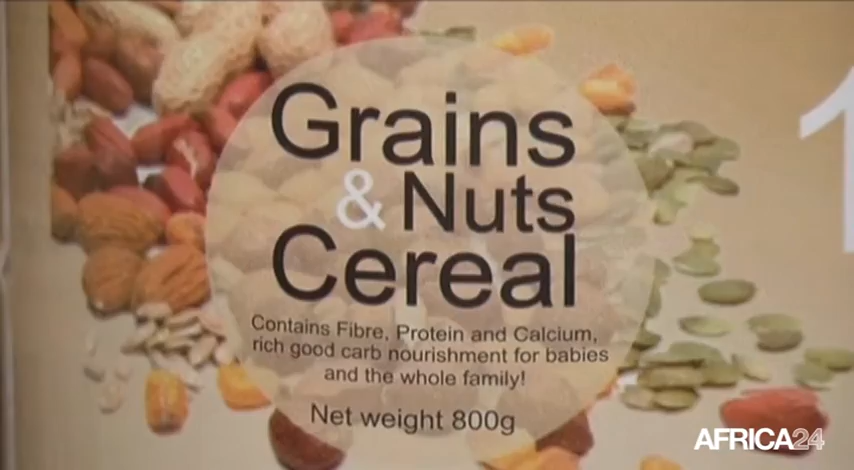 Grains
& Nuts
Cereal
Contains Fibre, Protein and Calcium,
rich good carb nourishment for babies
and the whole family!
Net weight 800g
1
AFRICA24